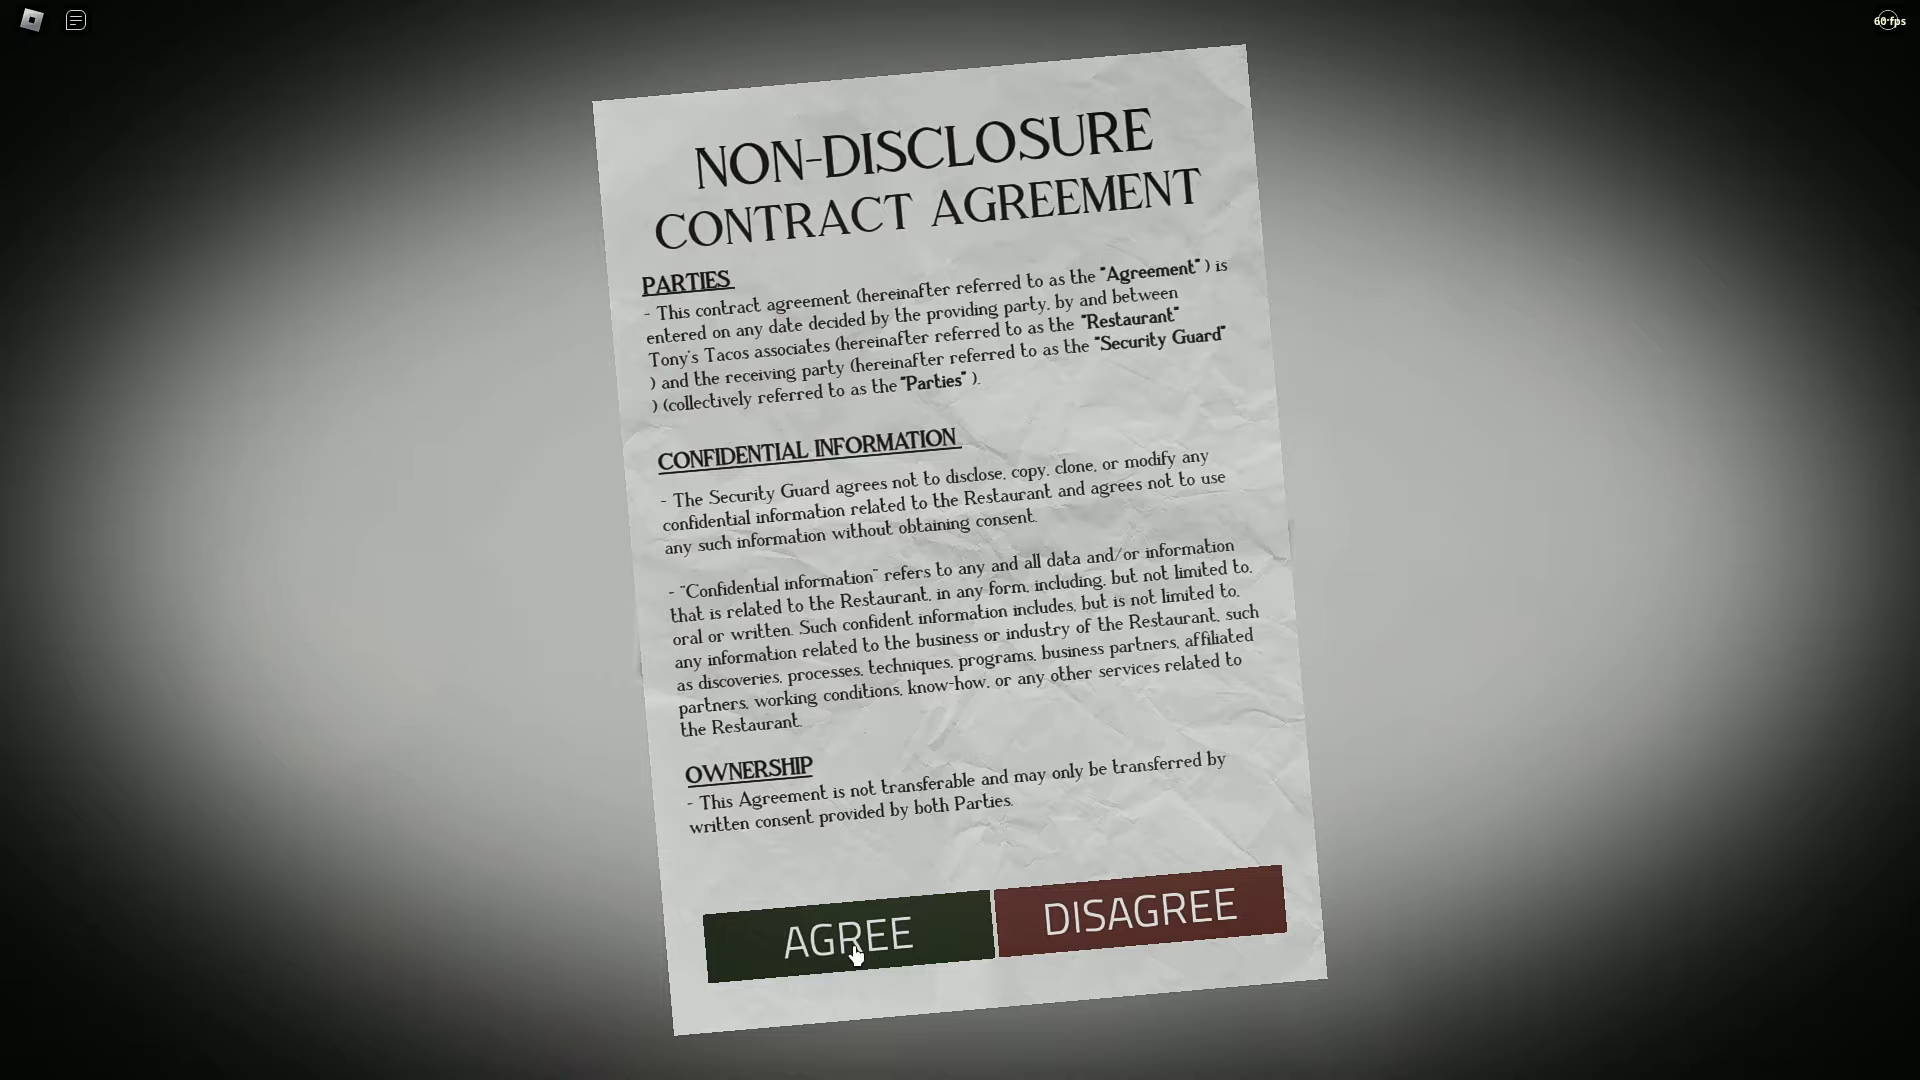 60 fps
NON-DISCLOSURE
CONTRACT AGREEMENT
PARTIES
- This contract agreement (hereinafter referred to as the "Agreement" ) is
entered on any date decided by the providing party, by and between
Tony's Tacos associates (hereinafter referred to as the "Restaurant"
) and the receiving party (hereinafter referred to as the "Security Guard"
) (collectively referred to as the "Parties" ).
CONFIDENTIAL INFORMATION
- The Security Guard agrees not to disclose, copy, clone, or modify any
confidential information related to the Restaurant and agrees not to use
any such information without obtaining consent.
- "Confidential information" refers to any and all data and/or information
that is related to the Restaurant, in any form, including, but not limited to,
oral or written. Such confident information includes, but is not limited to,
any information related to the business or industry of the Restaurant, such
as discoveries, processes, techniques, programs, business partners, affiliated
partners, working conditions, know-how, or any other services related to
the Restaurant.
OWNERSHIP
- This Agreement is not transferable and may only be transferred by
written consent provided by both Parties.
AGREE
DISAGREE